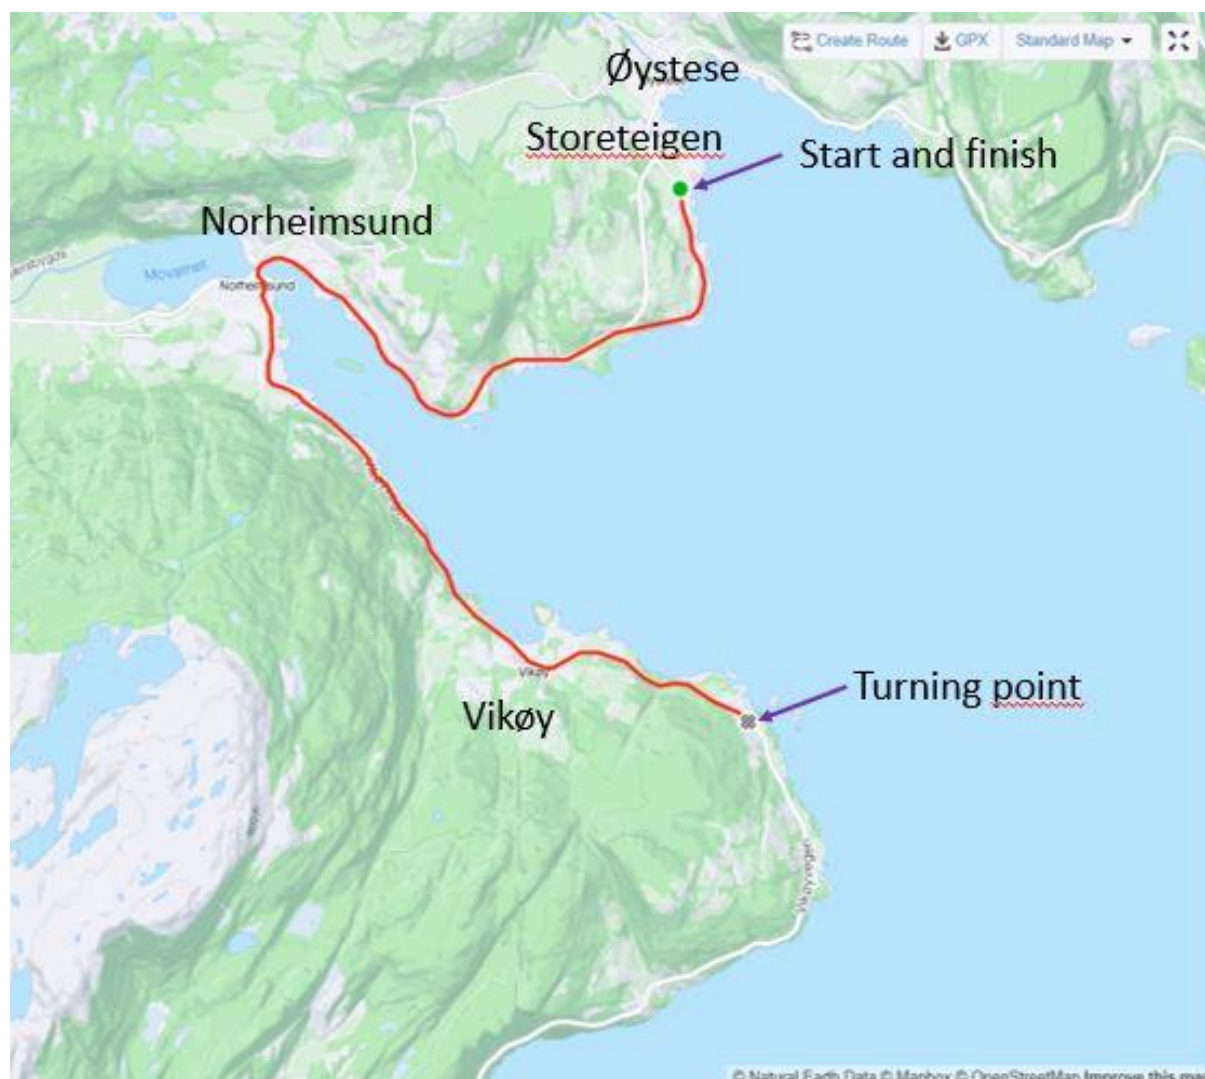 Create Route GPX Standard Map
Øystese
Storeteigen
Start and finish
Norheimsund
Movatnet
Norheimsund
Vikøy
Turning point
Vikøy
Vikøyvegen
© Natural Earth Data © Mapbox © OpenStreetMap Improve this map